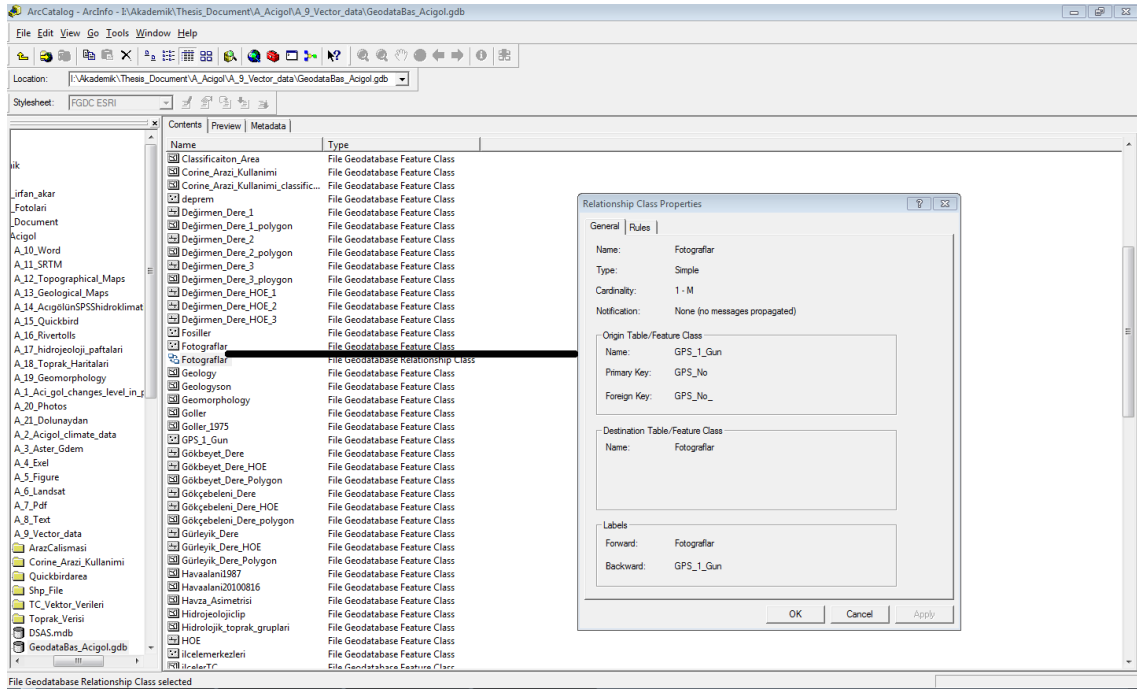 ArcCatalog - ArcInfo - I:\Akademik\Thesis_Document\A_Acigol\A_9_Vector_data\GeodataBas_Acigol.gdb
File Edit View Go Tools Window Help
Location: I:\Akademik\Thesis_Document\A_Acigol\A_9_Vector_data\GeodataBas_Acigol.gdb
Stylesheet: FGDC ESRI
ik
_irfan_akar
_Fotolari
_Document
Acigol
A_10_Word
A_11_SRTM
A_12_Topographical_Maps
A_13_Geological_Maps
A_14_AcıgölünSPSShidroklimat
A_15_Quickbird
A_16_Rivertolls
A_17_hidrojeoloji_paftalari
A_18_Toprak_Haritalari
A_19_Geomorphology
A_1_Aci_gol_changes_level_in_p
A_20_Photos
A_21_Dolunaydan
A_2_Acigol_climate_data
A_3_Aster_Gdem
A_4_Exel
A_5_Figure
A_6_Landsat
A_7_Pdf
A_8_Text
A_9_Vector_data
ArazCalismasi
Corine_Arazi_Kullanimi
Quickbirdarea
Shp_File
TC_Vektor_Verileri
Toprak_Verisi
DSAS.mdb
GeodataBas_Acigol.gdb
Contents Preview Metadata
Name Type
Classificaiton_Area File Geodatabase Feature Class
Corine_Arazi_Kullanimi File Geodatabase Feature Class
Corine_Arazi_Kullanimi_classific... File Geodatabase Feature Class
deprem File Geodatabase Feature Class
Değirmen_Dere_1 File Geodatabase Feature Class
Değirmen_Dere_1_polygon File Geodatabase Feature Class
Değirmen_Dere_2 File Geodatabase Feature Class
Değirmen_Dere_2_polygon File Geodatabase Feature Class
Değirmen_Dere_3 File Geodatabase Feature Class
Değirmen_Dere_3_ploygon File Geodatabase Feature Class
Değirmen_Dere_HOE_1 File Geodatabase Feature Class
Değirmen_Dere_HOE_2 File Geodatabase Feature Class
Değirmen_Dere_HOE_3 File Geodatabase Feature Class
Fosiller File Geodatabase Feature Class
Fotograflar File Geodatabase Feature Class
Fotograflar File Geodatabase Relationship Class
Geology File Geodatabase Feature Class
Geologyson File Geodatabase Feature Class
Geomorphology File Geodatabase Feature Class
Goller File Geodatabase Feature Class
Goller_1975 File Geodatabase Feature Class
GPS_1_Gun File Geodatabase Feature Class
Gökbeyet_Dere File Geodatabase Feature Class
Gökbeyet_Dere_HOE File Geodatabase Feature Class
Gökbeyet_Dere_Polygon File Geodatabase Feature Class
Gökçebeleni_Dere File Geodatabase Feature Class
Gökçebeleni_Dere_HOE File Geodatabase Feature Class
Gökçebeleni_Dere_polygon File Geodatabase Feature Class
Gürleyik_Dere File Geodatabase Feature Class
Gürleyik_Dere_HOE File Geodatabase Feature Class
Gürleyik_Dere_Polygon File Geodatabase Feature Class
Havaalani1987 File Geodatabase Feature Class
Havaalani20100816 File Geodatabase Feature Class
Havza_Asimetrisi File Geodatabase Feature Class
Hidrojeolojiclip File Geodatabase Feature Class
Hidrolojik_toprak_gruplari File Geodatabase Feature Class
HOE File Geodatabase Feature Class
ilcelemerkezleri File Geodatabase Feature Class
ilcelerTC File Geodatabase Feature Class
Relationship Class Properties
General Rules
Name: Fotograflar
Type: Simple
Cardinality: 1 - M
Notification: None (no messages propagated)
Origin Table/Feature Class
Name: GPS_1_Gun
Primary Key: GPS_No
Foreign Key: GPS_No_
Destination Table/Feature Class
Name: Fotograflar
Labels
Forward: Fotograflar
Backward: GPS_1_Gun
OK Cancel Apply
File Geodatabase Relationship Class selected